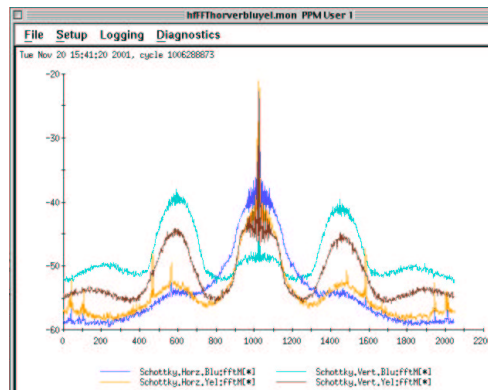 hfFFThorverbluyel.mon PPM User 1
File Setup Logging Diagnostics
Tue Nov 20 15:41:20 2001, cycle 1006288873
-20
-30
-40
-50
-60
0 200 400 600 800 1000 1200 1400 1600 1800 2000 2200
Schottky.Horz.Blu:fftM[*] Schottky.Vert.Blu:fftM[*]
Schottky.Horz.Yel:fftM[*] Schottky.Vert.Yel:fftM[*]